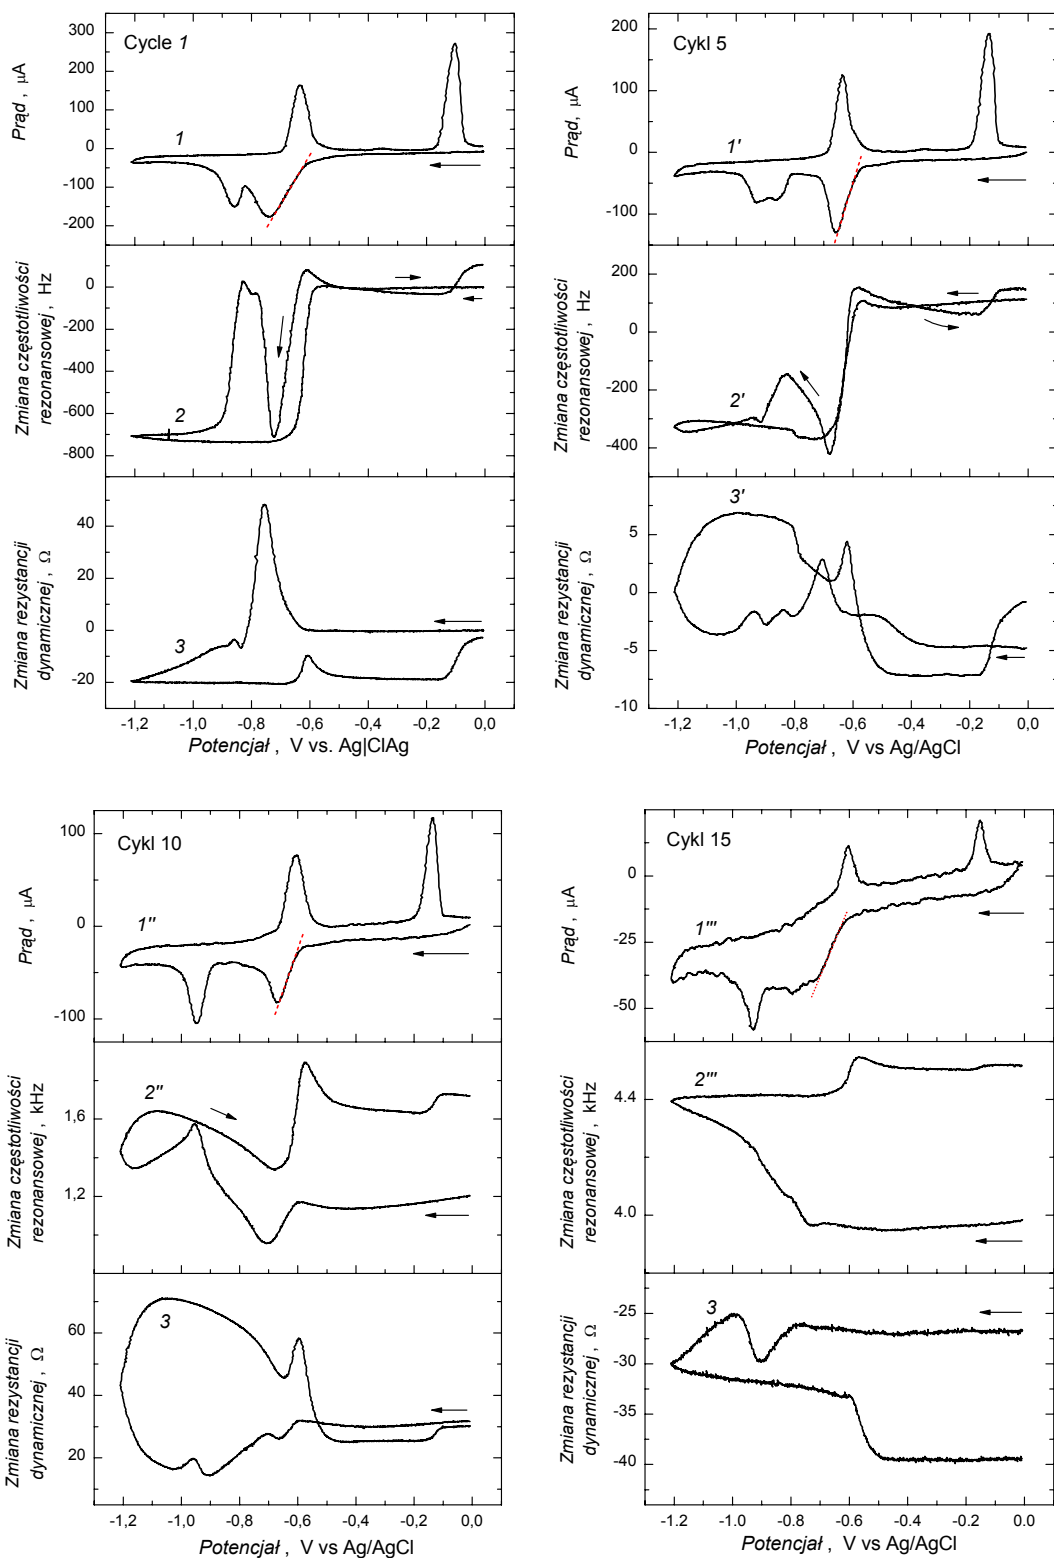 Cycle 1
Prąd , µA
300
200
100
0
-100
-200
1
Zmiana częstotliwości
rezonansowej , Hz
0
-200
-400
-600
-800
2
Zmiana rezystancji
dynamicznej , Ω
40
20
0
-20
3
-1,2 -1,0 -0,8 -0,6 -0,4 -0,2 0,0
Potencjał , V vs. Ag|ClAg
Cykl 5
Prąd , µA
200
100
0
-100
1'
Zmiana częstotliwości
rezonansowej , Hz
200
0
-200
-400
2'
Zmiana rezystancji
dynamicznej , Ω
5
0
-5
-10
3'
-1,2 -1,0 -0,8 -0,6 -0,4 -0,2 0,0
Potencjał , V vs Ag/AgCl
Cykl 10
Prąd , µA
100
0
-100
1''
Zmiana częstotliwości
rezonansowej , kHz
1,6
1,2
2''
Zmiana rezystancji
dynamicznej , Ω
60
40
20
3
-1,2 -1,0 -0,8 -0,6 -0,4 -0,2 0,0
Potencjał , V vs Ag/AgCl
Cykl 15
Prąd , µA
0
-25
-50
1'''
Zmiana częstotliwości
rezonansowej , kHz
4.4
4.0
2'''
Zmiana rezystancji
dynamicznej , Ω
-25
-30
-35
-40
3
-1.2 -1.0 -0.8 -0.6 -0.4 -0.2 0.0
Potencjał , V vs Ag/AgCl